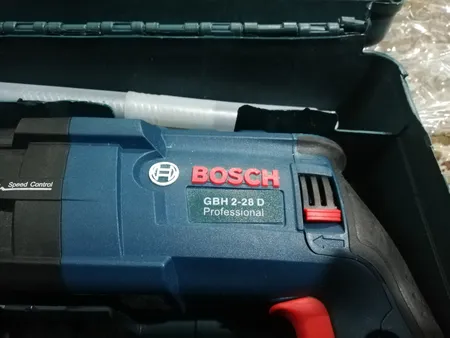 Speed Control
BOSCH
GBH 2-28 D
Professional